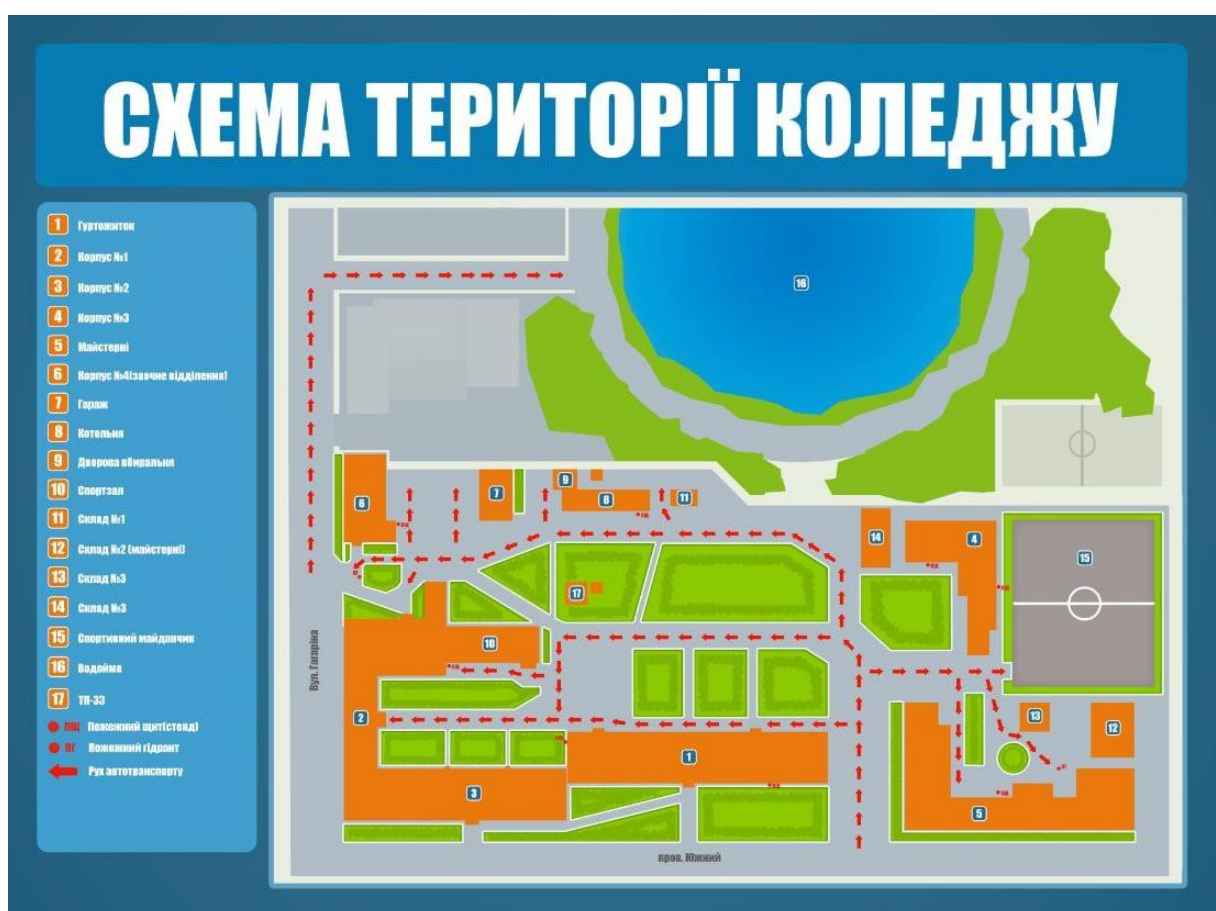 СХЕМА ТЕРИТОРІЇ КОЛЕДЖУ
1 Гуртожиток
2 Корпус №1
3 Корпус №2
4 Корпус №3
5 Майстерні
6 Корпус №4(заочне відділення)
7 Гараж
8 Котельня
9 Дворова вбиральня
10 Спортзал
11 Склад №1
12 Склад №2 (майстерні)
13 Склад №3
14 Склад №3
15 Спортивний майданчик
16 Водойма
17 ТП-33
ПЩ Пожежний щит(стенд)
ПГ Пожежний гідрант
Рух автотранспорту
16
6
7
9
8
11
14
4
15
17
10
Вул. Гагаріна
2
1
13
12
3
5
пров. Южний